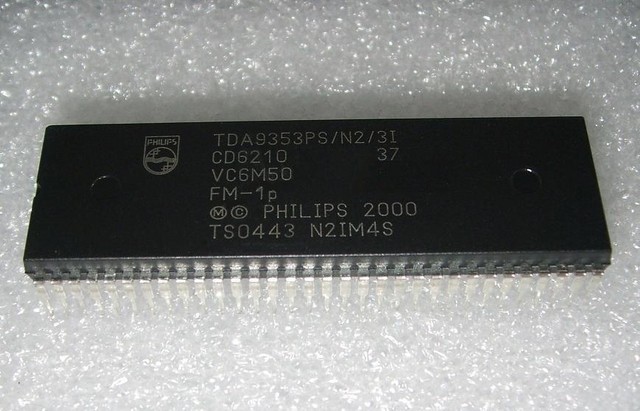 PHILIPS
TDA9353PS/N2/3I
CD6210 37
VC6M50
FM-1p
Ⓜ © PHILIPS 2000
TS0443 N2IM4S